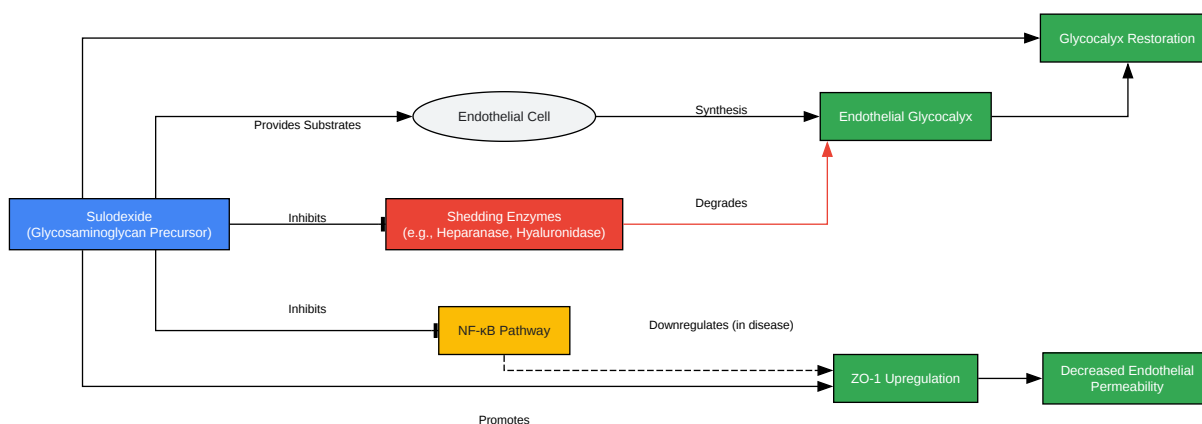 Glycocalyx Restoration
Endothelial Cell
Synthesis
Endothelial Glycocalyx
Provides Substrates
Sulodexide
(Glycosaminoglycan Precursor)
Inhibits
Shedding Enzymes
(e.g., Heparanase, Hyaluronidase)
Degrades
Inhibits
NF-κB Pathway
Downregulates (in disease)
ZO-1 Upregulation
Decreased Endothelial
Permeability
Promotes